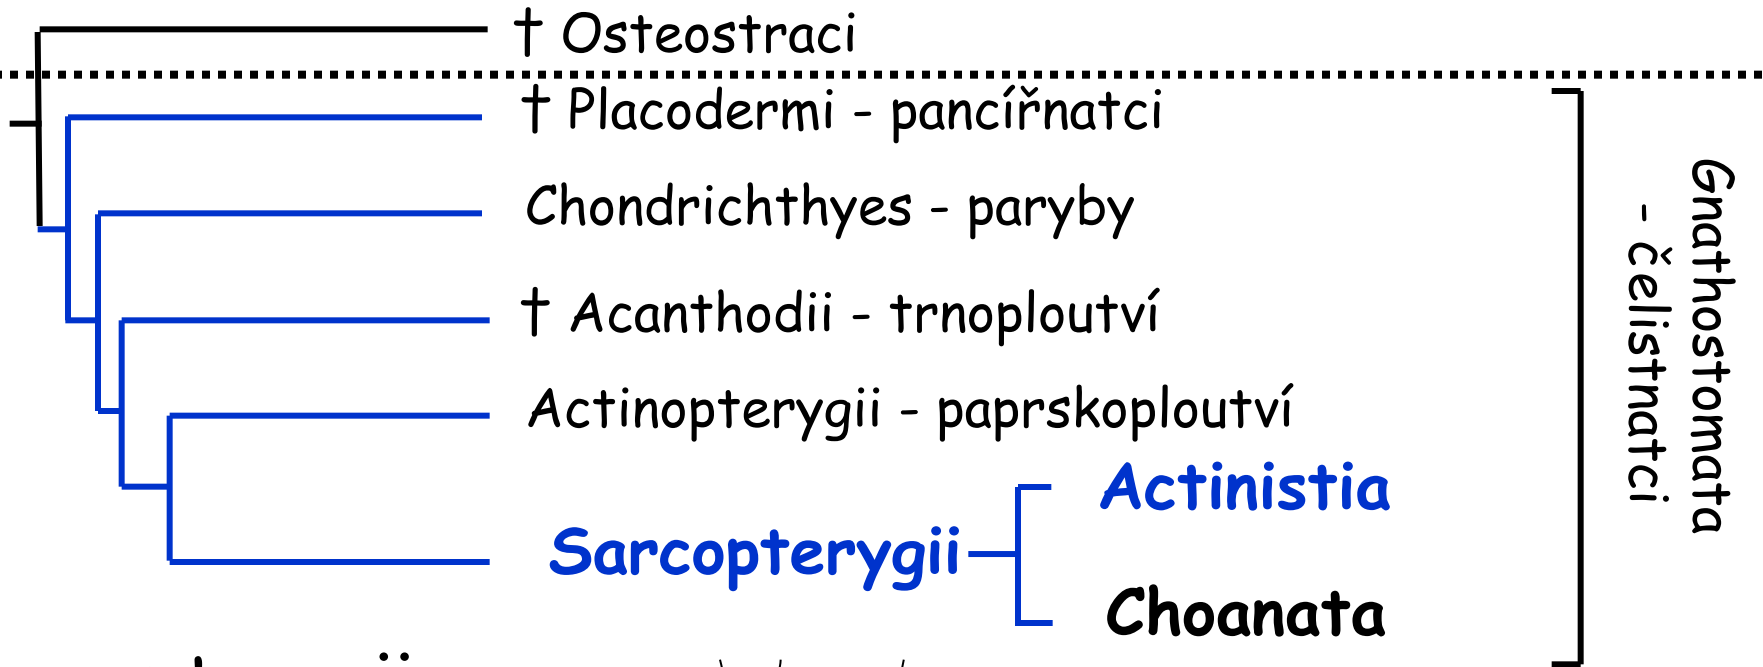 † Osteostraci
† Placodermi - pancířnatci
Chondrichthyes - paryby
† Acanthodii - trnoploutví
Actinopterygii - paprskoploutví
Actinistia
Sarcopterygii
Choanata
Gnathostomata
- čelistnatci